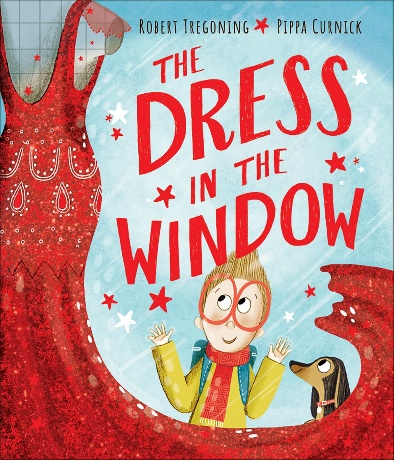 ROBERT TREGONING ★ PIPPA CURNICK
THE
DRESS
IN THE
WINDOW